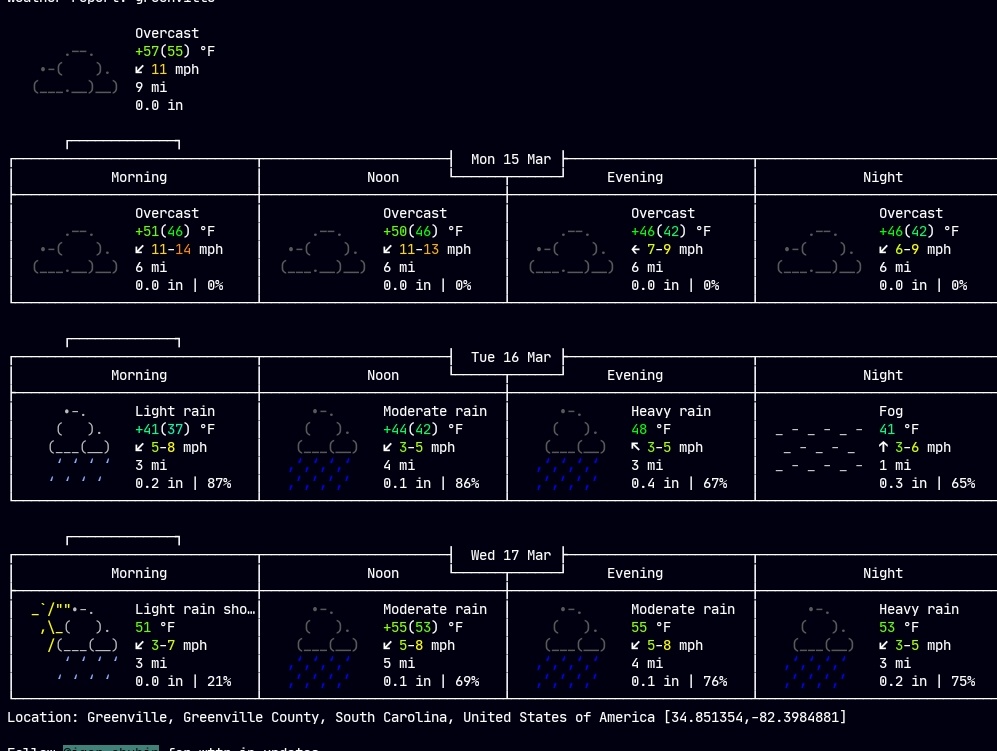 Weather report: greenville
Overcast
+57(55) °F
↙ 11 mph
9 mi
0.0 in
Mon 15 Mar
Morning Noon Evening Night
Overcast Overcast Overcast Overcast
+51(46) °F +50(46) °F +46(42) °F +46(42) °F
↙ 11-14 mph ↙ 11-13 mph ← 7-9 mph ↙ 6-9 mph
6 mi 6 mi 6 mi 6 mi
0.0 in | 0% 0.0 in | 0% 0.0 in | 0% 0.0 in | 0%
Tue 16 Mar
Morning Noon Evening Night
Light rain Moderate rain Heavy rain Fog
+41(37) °F +44(42) °F 48 °F 41 °F
↙ 5-8 mph ↙ 3-5 mph ↖ 3-5 mph ↑ 3-6 mph
3 mi 4 mi 3 mi 1 mi
0.2 in | 87% 0.1 in | 86% 0.4 in | 67% 0.3 in | 65%
Wed 17 Mar
Morning Noon Evening Night
Light rain sho… Moderate rain Moderate rain Heavy rain
51 °F +55(53) °F 55 °F 53 °F
↙ 3-7 mph ↙ 5-8 mph ↙ 5-8 mph ↙ 3-5 mph
3 mi 5 mi 4 mi 3 mi
0.0 in | 21% 0.1 in | 69% 0.1 in | 76% 0.2 in | 75%
Location: Greenville, Greenville County, South Carolina, United States of America [34.851354,-82.3984881]
Follow @igor_chubin for wttr.in updates